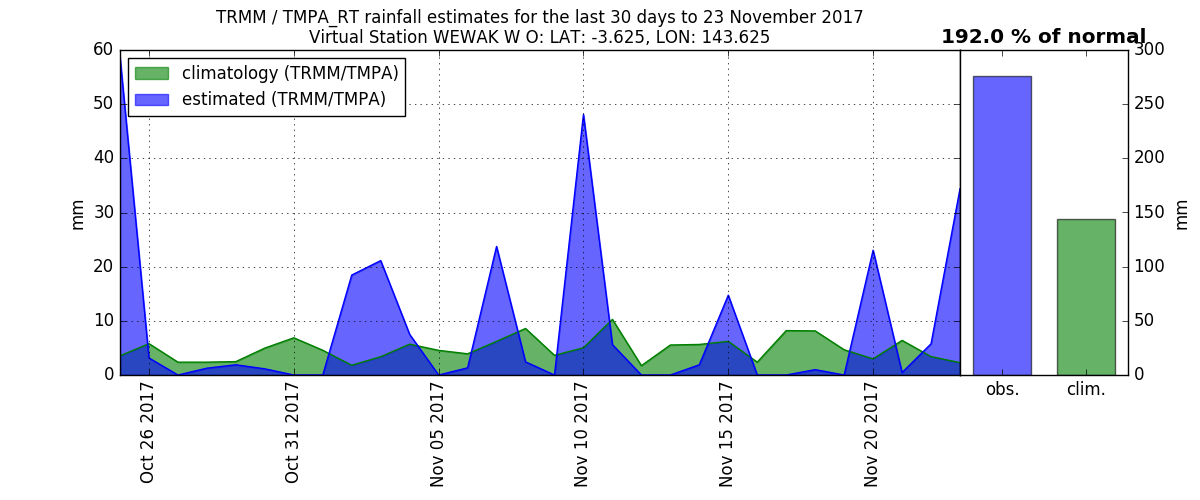 TRMM / TMPA_RT rainfall estimates for the last 30 days to 23 November 2017
Virtual Station WEWAK W O: LAT: -3.625, LON: 143.625
192.0 % of normal
climatology (TRMM/TMPA)
estimated (TRMM/TMPA)
60
50
40
30
20
10
0
mm
Oct 26 2017
Oct 31 2017
Nov 05 2017
Nov 10 2017
Nov 15 2017
Nov 20 2017
obs.
clim.
300
250
200
150
100
50
0
mm